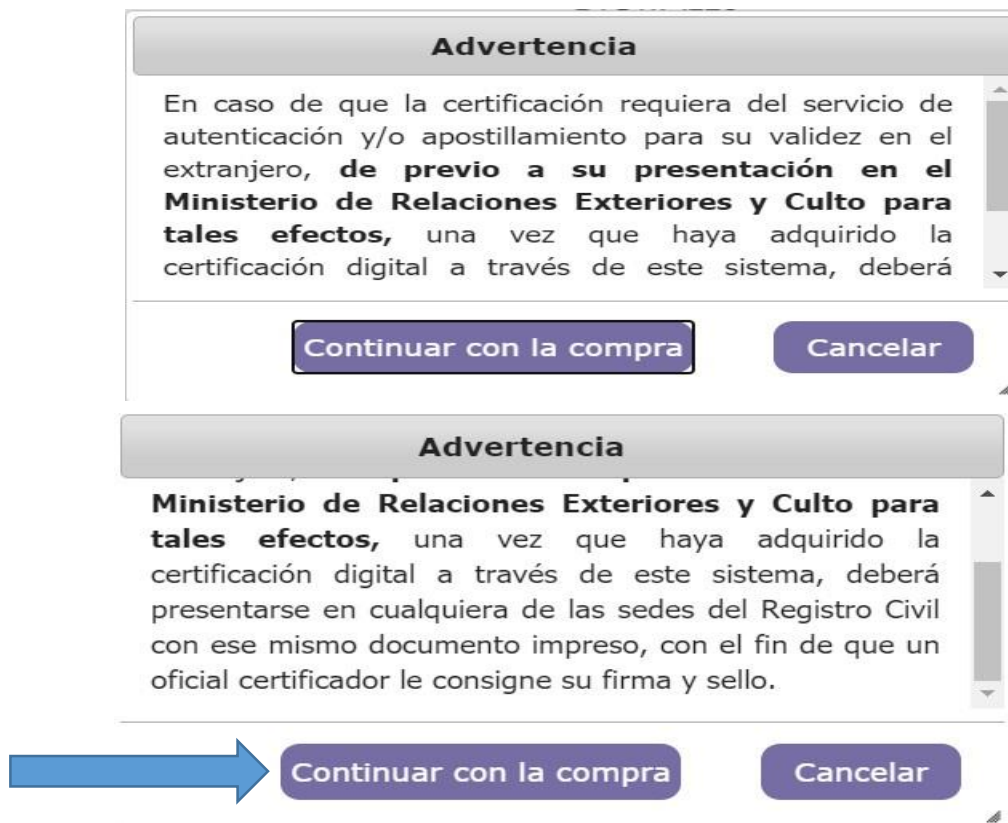 Advertencia
En caso de que la certificación requiera del servicio de
autenticación y/o apostillamiento para su validez en el
extranjero, de previo a su presentación en el
Ministerio de Relaciones Exteriores y Culto para
tales efectos, una vez que haya adquirido la
certificación digital a través de este sistema, deberá
Continuar con la compra Cancelar
Advertencia
Ministerio de Relaciones Exteriores y Culto para
tales efectos, una vez que haya adquirido la
certificación digital a través de este sistema, deberá
presentarse en cualquiera de las sedes del Registro Civil
con ese mismo documento impreso, con el fin de que un
oficial certificador le consigne su firma y sello.
Continuar con la compra Cancelar